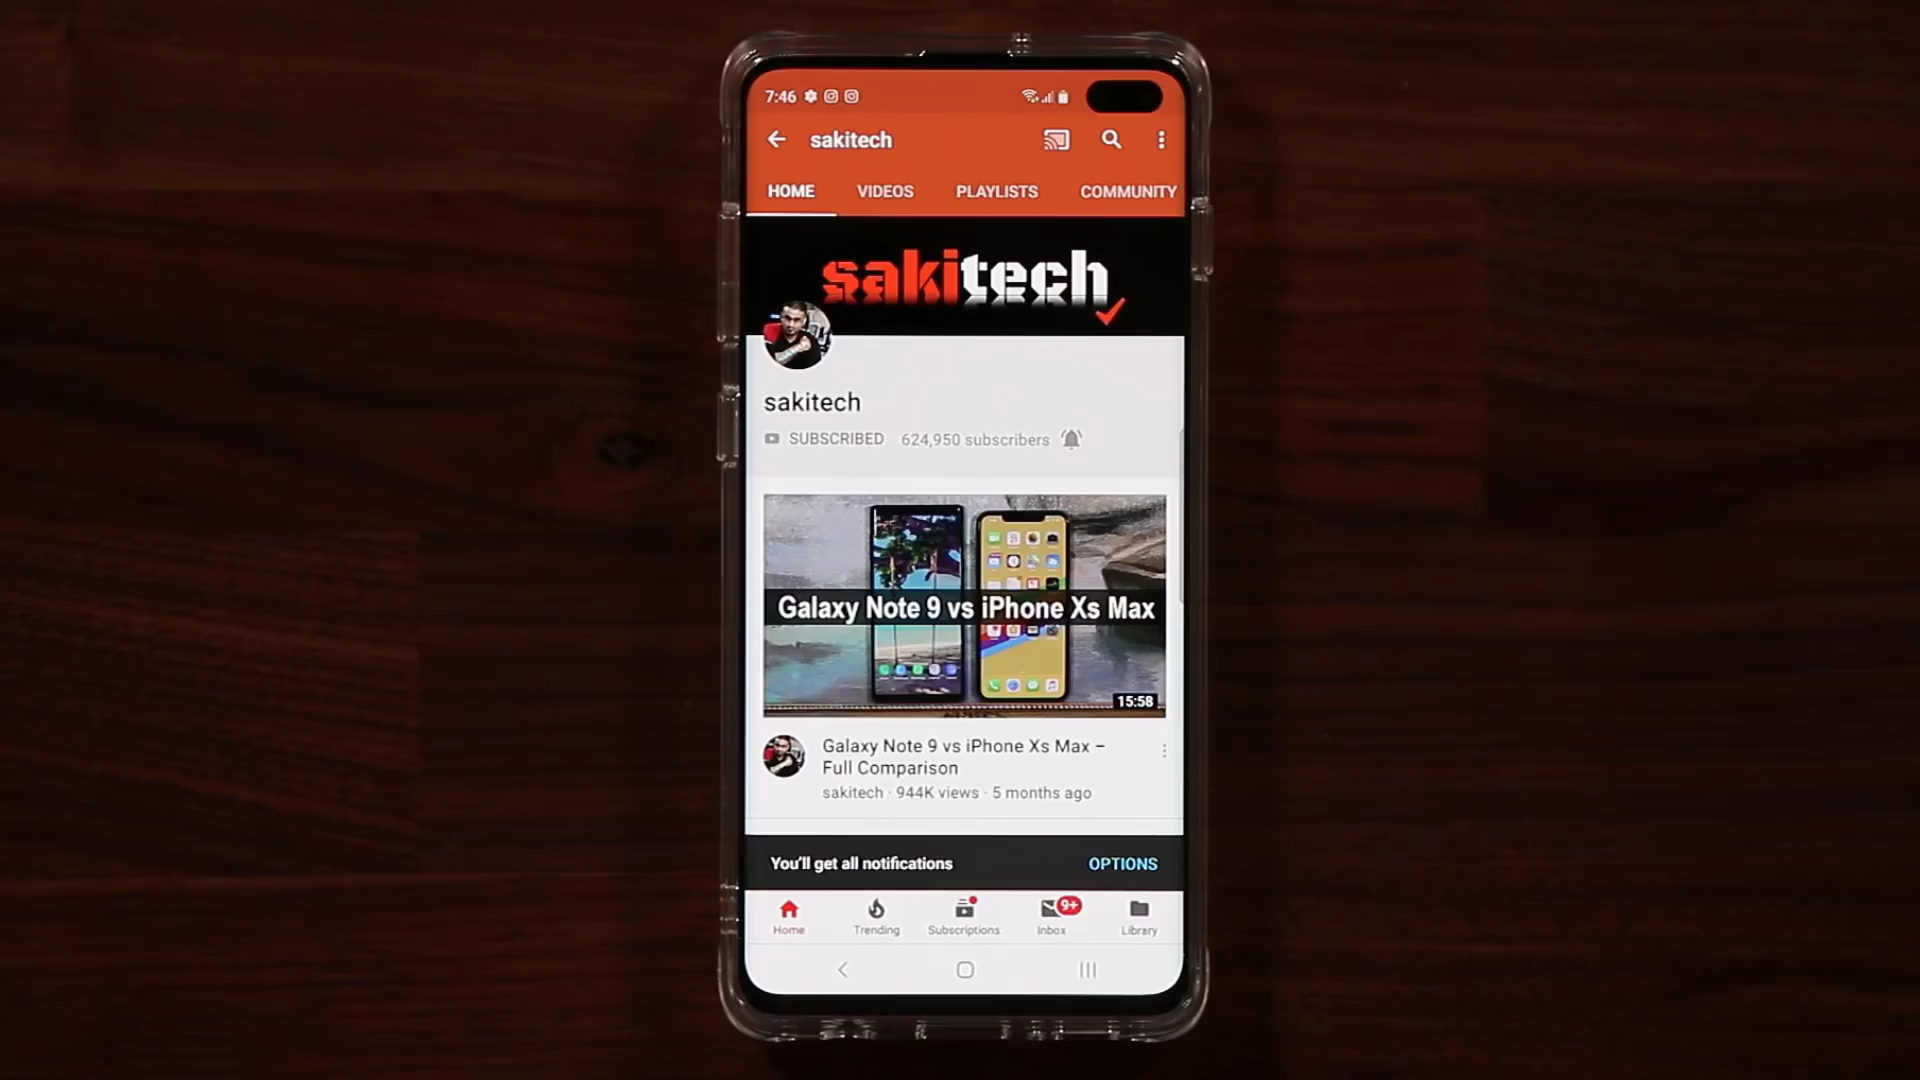 7:46
sakitech
HOME VIDEOS PLAYLISTS COMMUNITY
sakitech
sakitech
SUBSCRIBED 624,950 subscribers
Galaxy Note 9 vs iPhone Xs Max
15:58
Galaxy Note 9 vs iPhone Xs Max –
Full Comparison
sakitech · 944K views · 5 months ago
You'll get all notifications OPTIONS
9+
Home Trending Subscriptions Inbox Library